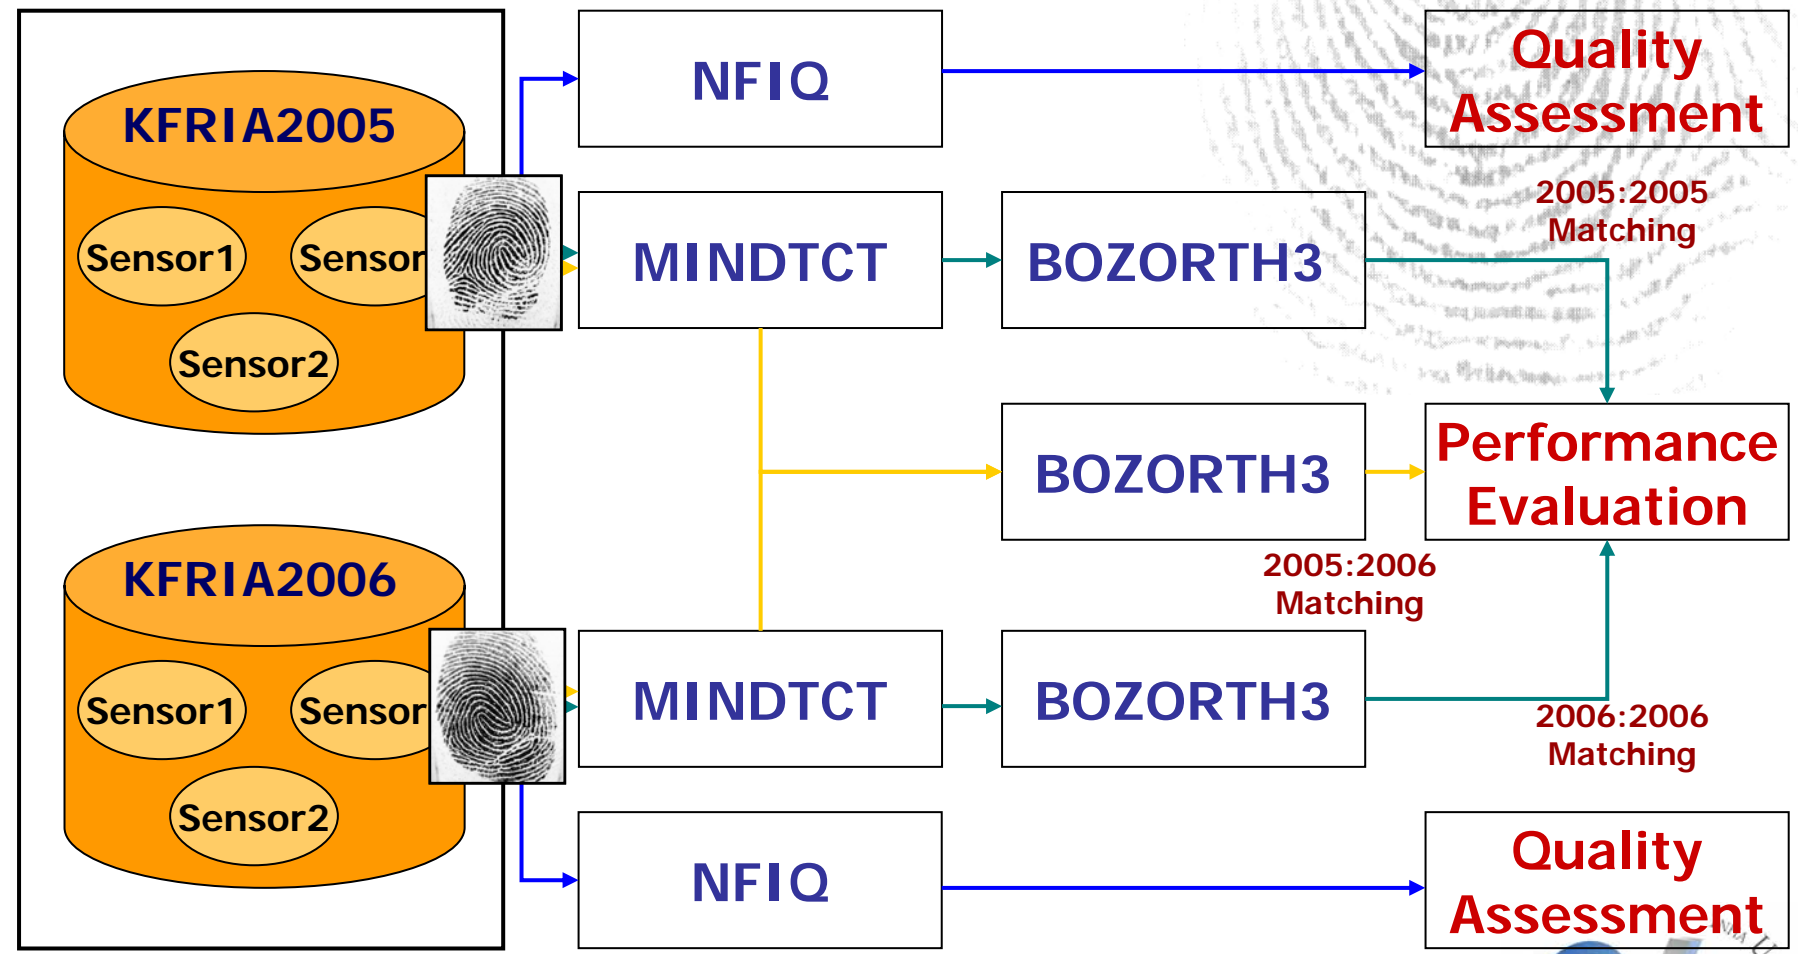 KFRIA2005
Sensor1
Sensor
Sensor2
KFRIA2006
Sensor1
Sensor
Sensor2
NFIQ
MINDTCT
BOZORTH3
BOZORTH3
MINDTCT
BOZORTH3
NFIQ
Quality
Assessment
2005:2005
Matching
Performance
Evaluation
2005:2006
Matching
2006:2006
Matching
Quality
Assessment